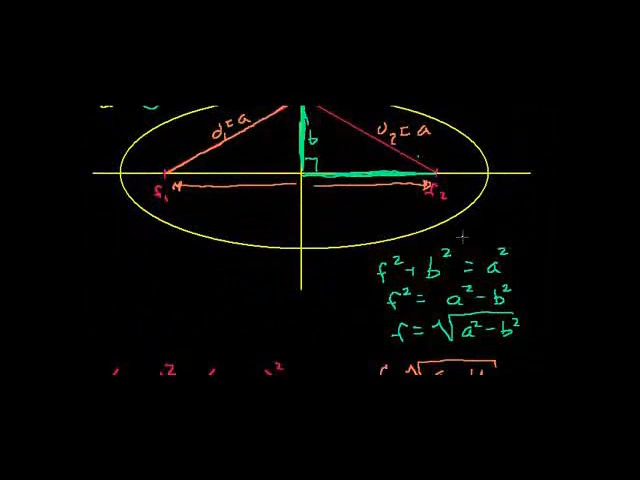 d₁=a
d₂=a
b
f₁
f₂
f² + b² = a²
f² = a² - b²
f = √a² - b²